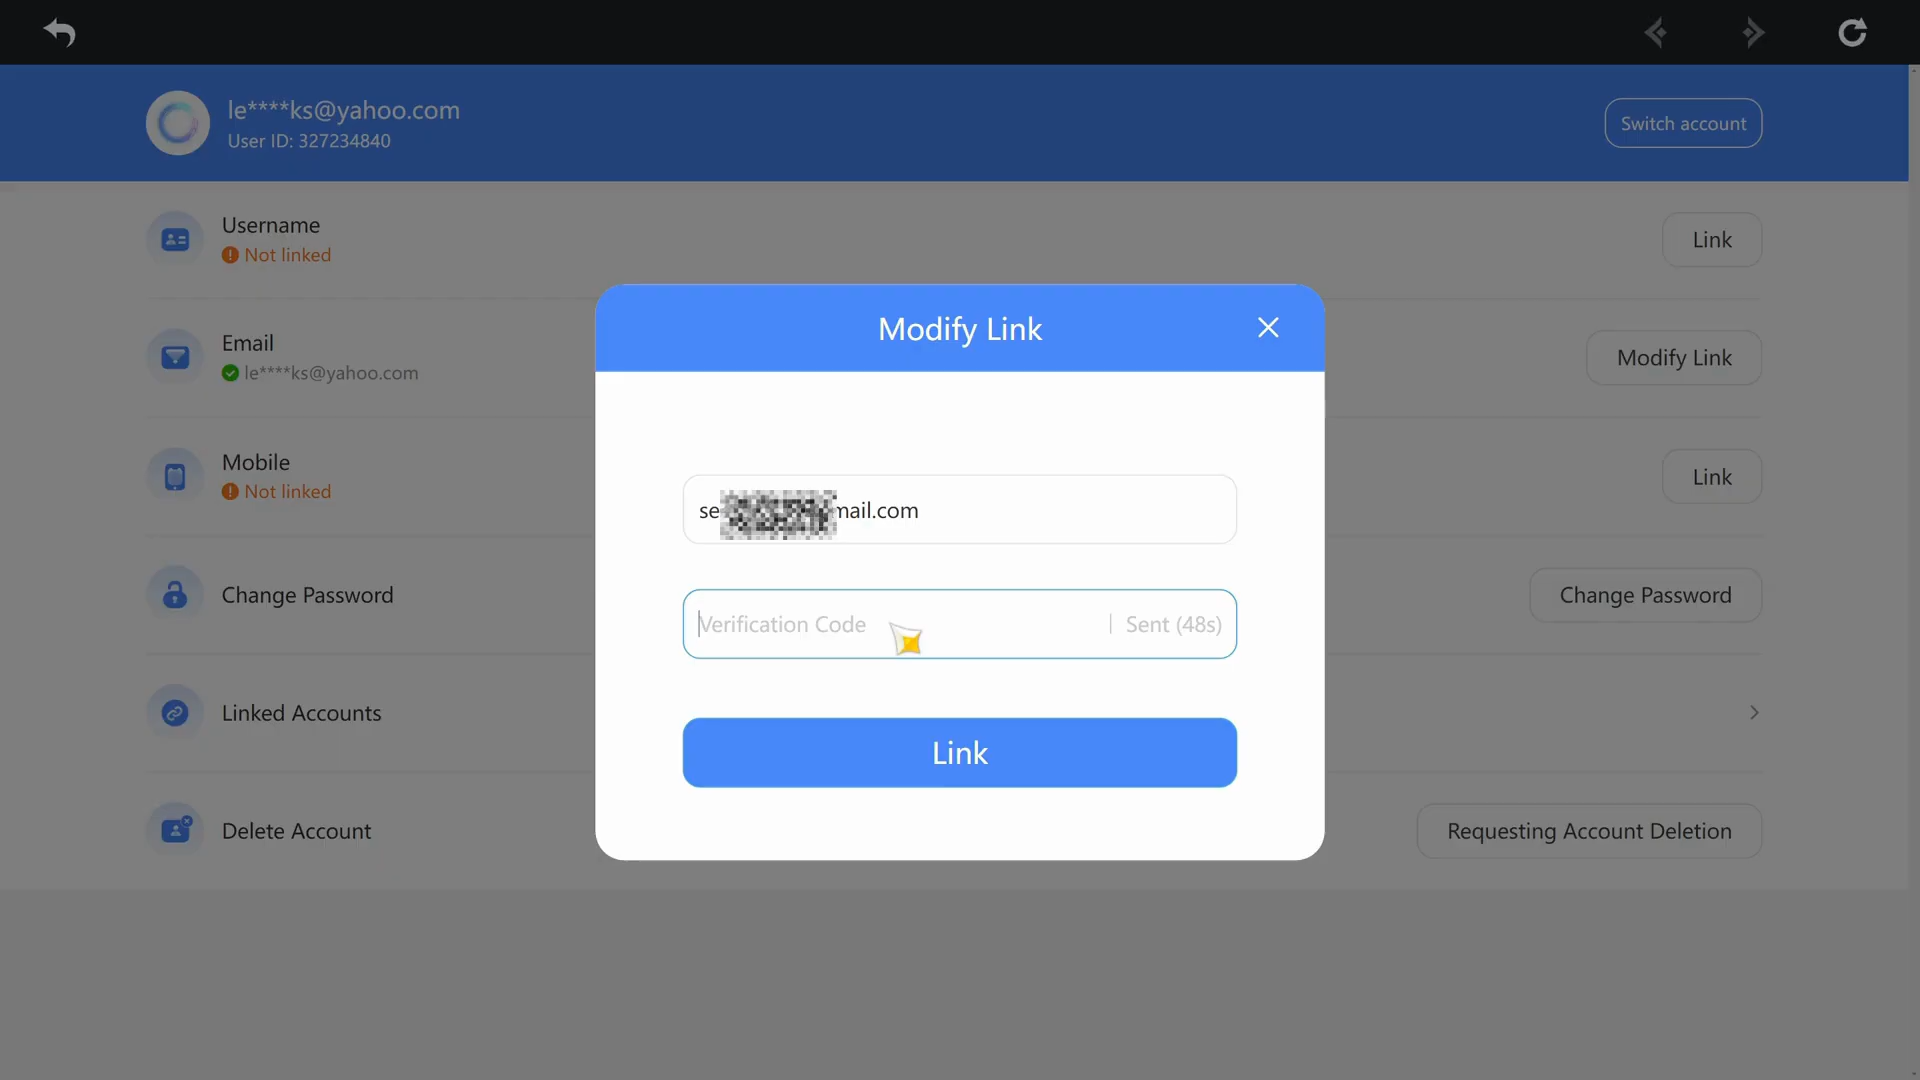 le****ks@yahoo.com
User ID: 327234840
Switch account
Username
Not linked
Link
Email
le****ks@yahoo.com
Modify Link
Mobile
Not linked
Link
Change Password
Change Password
Linked Accounts
Delete Account
Requesting Account Deletion
Modify Link
se mail.com
Verification Code
Sent (48s)
Link